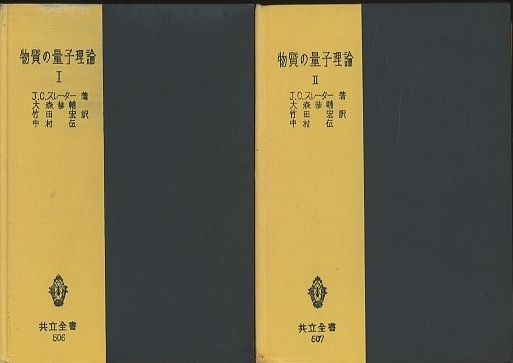 物質の量子理論
I
J.C.スレーター 著
大森恭輔
竹田 宏 訳
中村 伝
共立全書
506
物質の量子理論
II
J.C.スレーター 著
大森恭輔
竹田 宏 訳
中村 伝
共立全書
507